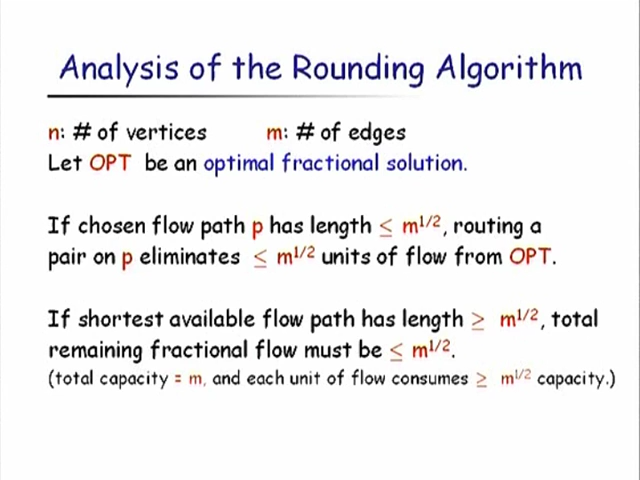 Analysis of the Rounding Algorithm
n: # of vertices m: # of edges
Let OPT be an optimal fractional solution.
If chosen flow path p has length ≤ m^1/2, routing a
pair on p eliminates ≤ m^1/2 units of flow from OPT.
If shortest available flow path has length ≥ m^1/2, total
remaining fractional flow must be ≤ m^1/2.
(total capacity = m, and each unit of flow consumes ≥ m^1/2 capacity.)